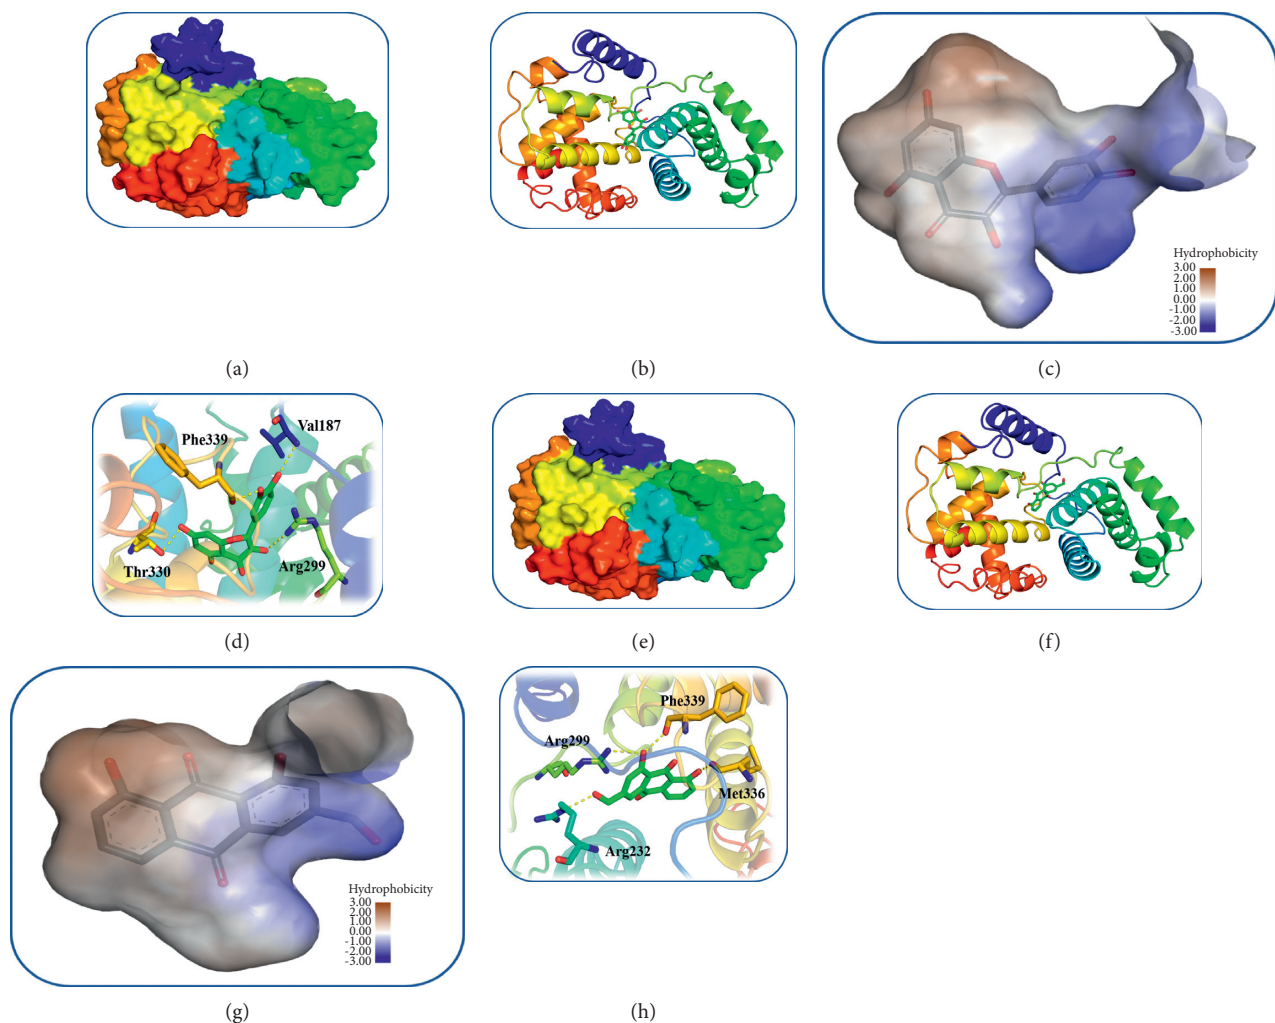 (a)
(b)
Hydrophobicity
3.00
2.00
1.00
0.00
-1.00
-2.00
-3.00
(c)
Phe339
Val187
Thr330
Arg299
(d)
(e)
(f)
Hydrophobicity
3.00
2.00
1.00
0.00
-1.00
-2.00
-3.00
(g)
Phe339
Arg299
Met336
Arg232
(h)